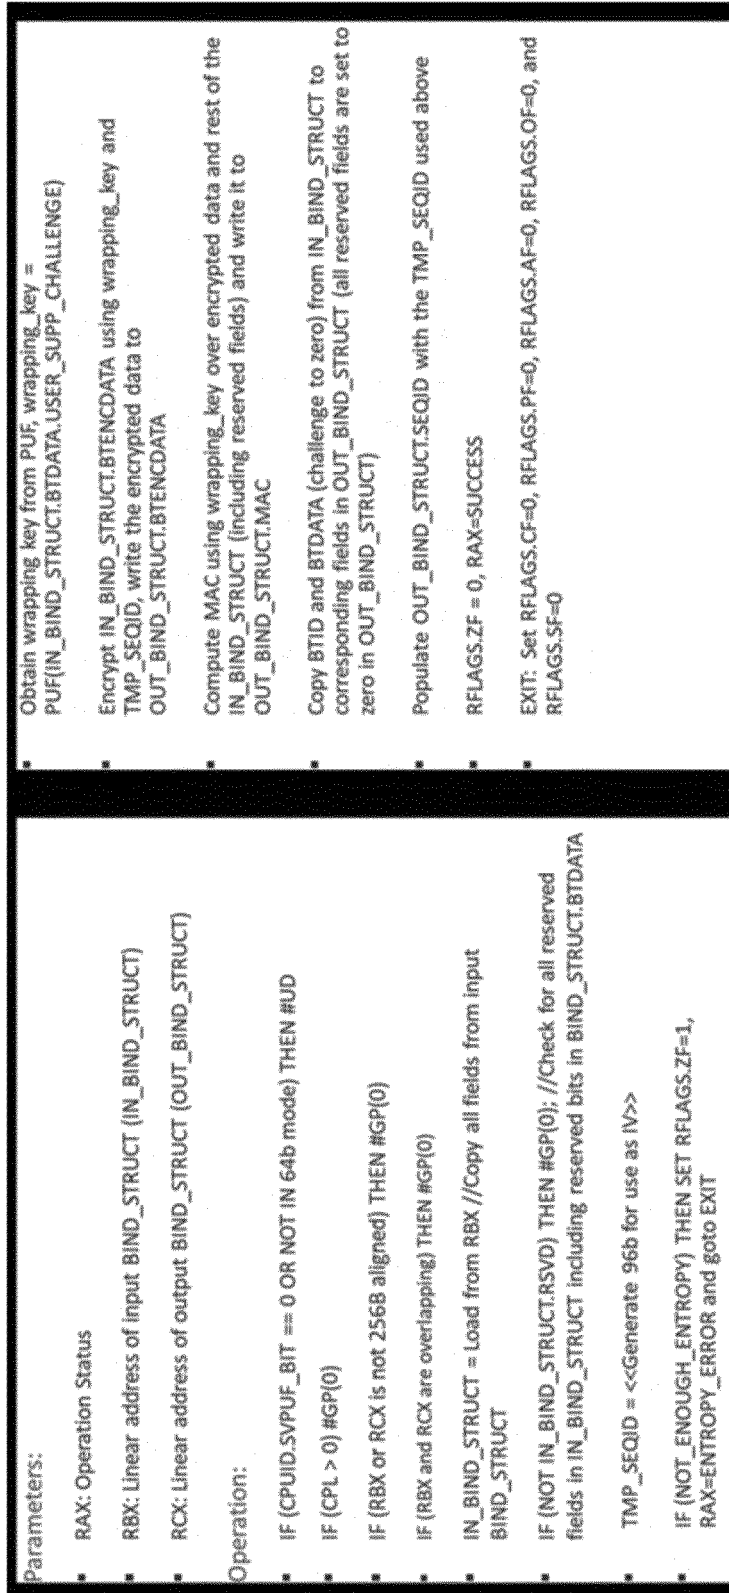 Parameters:
▪ RAX: Operation Status
▪ RBX: Linear address of input BIND_STRUCT (IN_BIND_STRUCT)
▪ RCX: Linear address of output BIND_STRUCT (OUT_BIND_STRUCT)
Operation:
▪ IF (CPUID.SVPUF_BIT == 0 OR NOT IN 64b mode) THEN #UD
▪ IF (CPL > 0) #GP(0)
▪ IF (RBX or RCX is not 256B aligned) THEN #GP(0)
▪ IF (RBX and RCX are overlapping) THEN #GP(0)
▪ IN_BIND_STRUCT = Load from RBX //Copy all fields from input
BIND_STRUCT
▪ IF (NOT IN_BIND_STRUCT.RSVD) THEN #GP(0); //Check for all reserved
fields in IN_BIND_STRUCT including reserved bits in BIND_STRUCT.BTDATA
▪ TMP_SEQID = <<Generate 96b for use as IV>>
▪ IF (NOT_ENOUGH_ENTROPY) THEN SET RFLAGS.ZF=1,
RAX=ENTROPY_ERROR and goto EXIT
▪ Obtain wrapping key from PUF, wrapping_key =
PUF(IN_BIND_STRUCT.BTDATA.USER_SUPP_CHALLENGE)
▪ Encrypt IN_BIND_STRUCT.BTENCDATA using wrapping_key and
TMP_SEQID, write the encrypted data to
OUT_BIND_STRUCT.BTENCDATA
▪ Compute MAC using wrapping_key over encrypted data and rest of the
IN_BIND_STRUCT (including reserved fields) and write it to
OUT_BIND_STRUCT.MAC
▪ Copy BTID and BTDATA (challenge to zero) from IN_BIND_STRUCT to
corresponding fields in OUT_BIND_STRUCT (all reserved fields are set to
zero in OUT_BIND_STRUCT)
▪ Populate OUT_BIND_STRUCT.SEQID with the TMP_SEQID used above
▪ RFLAGS.ZF = 0, RAX=SUCCESS
▪ EXIT: Set RFLAGS.CF=0, RFLAGS.PF=0, RFLAGS.AF=0, RFLAGS.OF=0, and
RFLAGS.SF=0